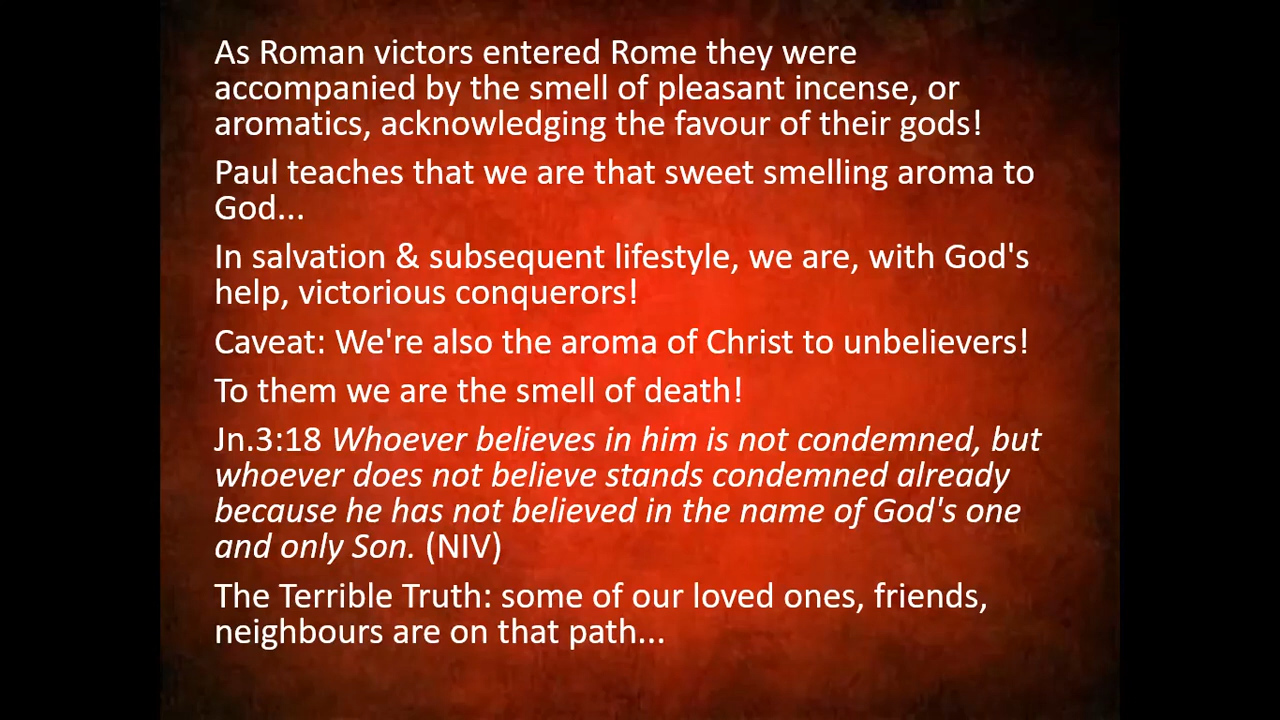 As Roman victors entered Rome they were
accompanied by the smell of pleasant incense, or
aromatics, acknowledging the favour of their gods!
Paul teaches that we are that sweet smelling aroma to
God...
In salvation & subsequent lifestyle, we are, with God's
help, victorious conquerors!
Caveat: We're also the aroma of Christ to unbelievers!
To them we are the smell of death!
Jn.3:18 Whoever believes in him is not condemned, but
whoever does not believe stands condemned already
because he has not believed in the name of God's one
and only Son. (NIV)
The Terrible Truth: some of our loved ones, friends,
neighbours are on that path...